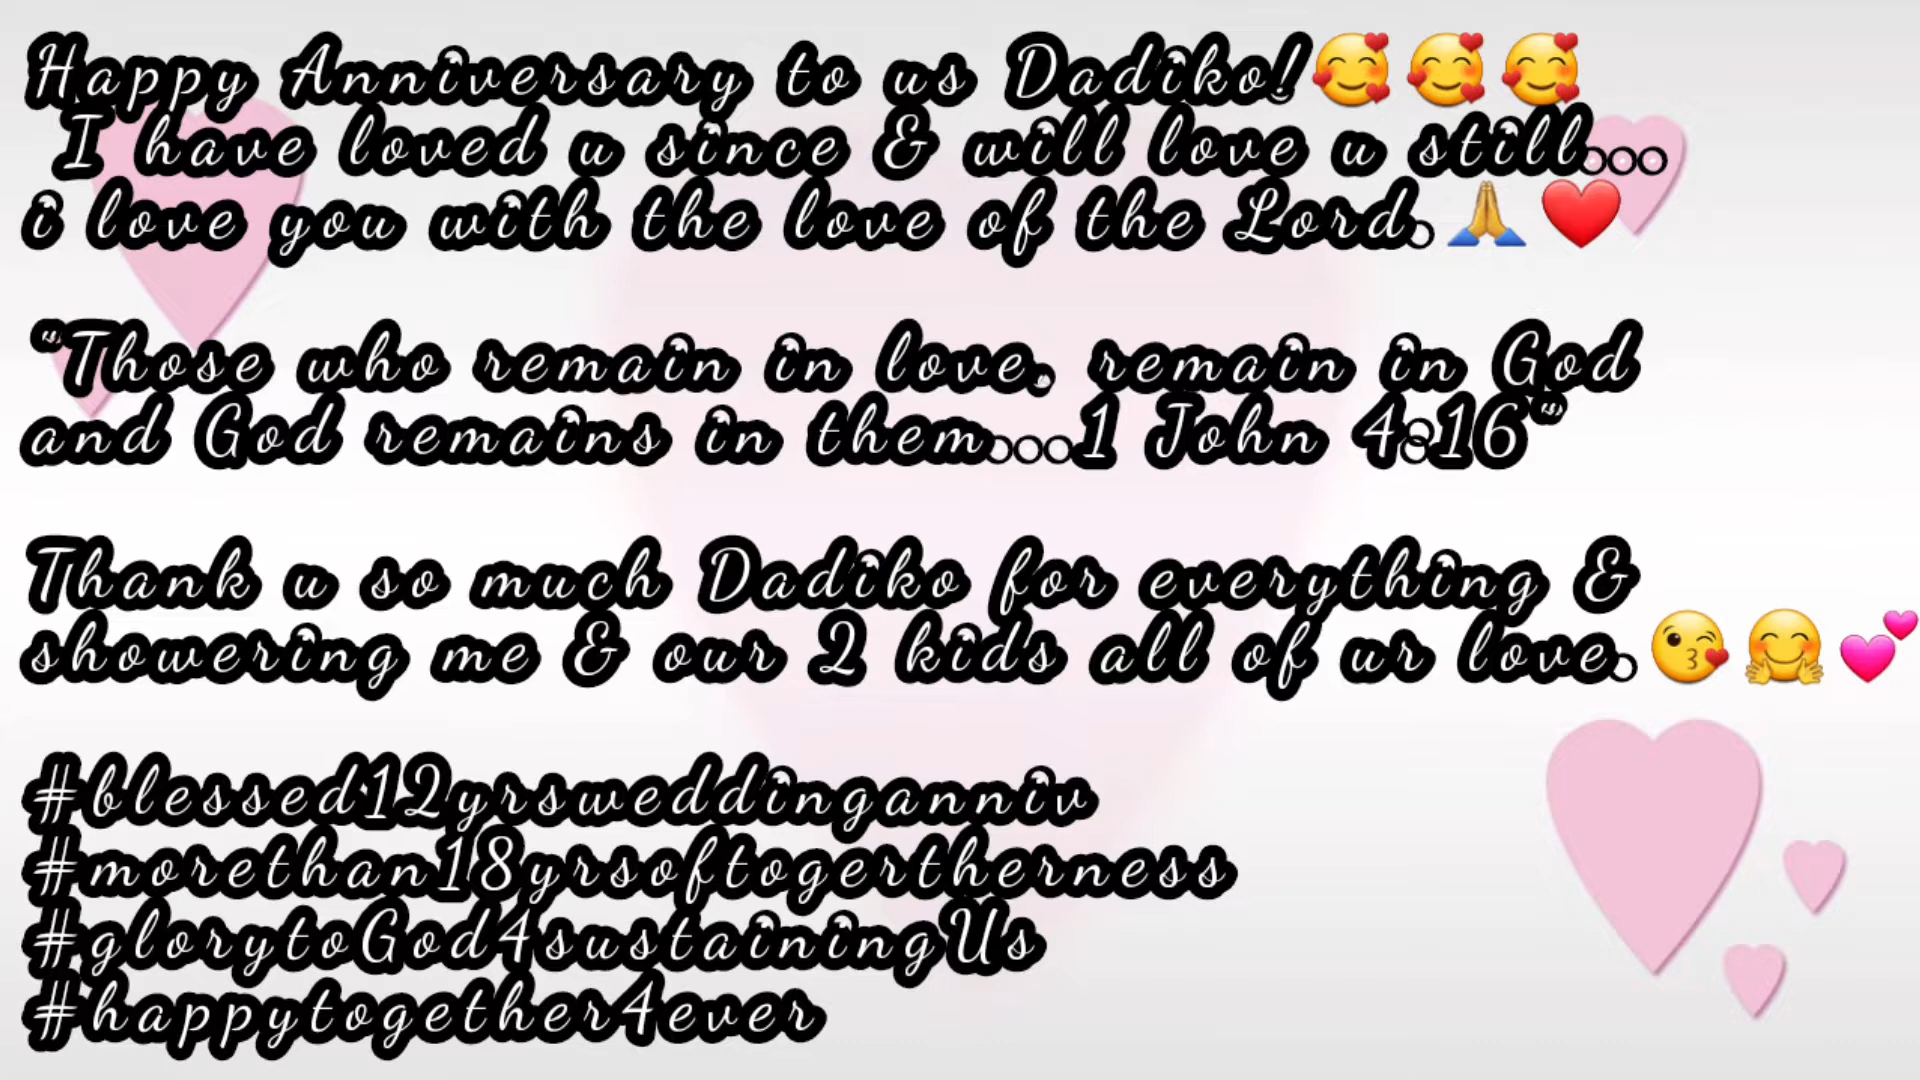 Happy Anniversary to us Dadiko!🥰🥰🥰
I have loved u since & will love u still...
i love you with the love of the Lord.🙏❤️
"Those who remain in love, remain in God
and God remains in them...1 John 4:16"
Thank u so much Dadiko for everything &
showering me & our 2 kids all of ur love.😘🤗💕
#blessed12yrsweddinganniv
#morethan18yrsoftogertherness
#glorytoGod4sustainingUs
#happytogether4ever